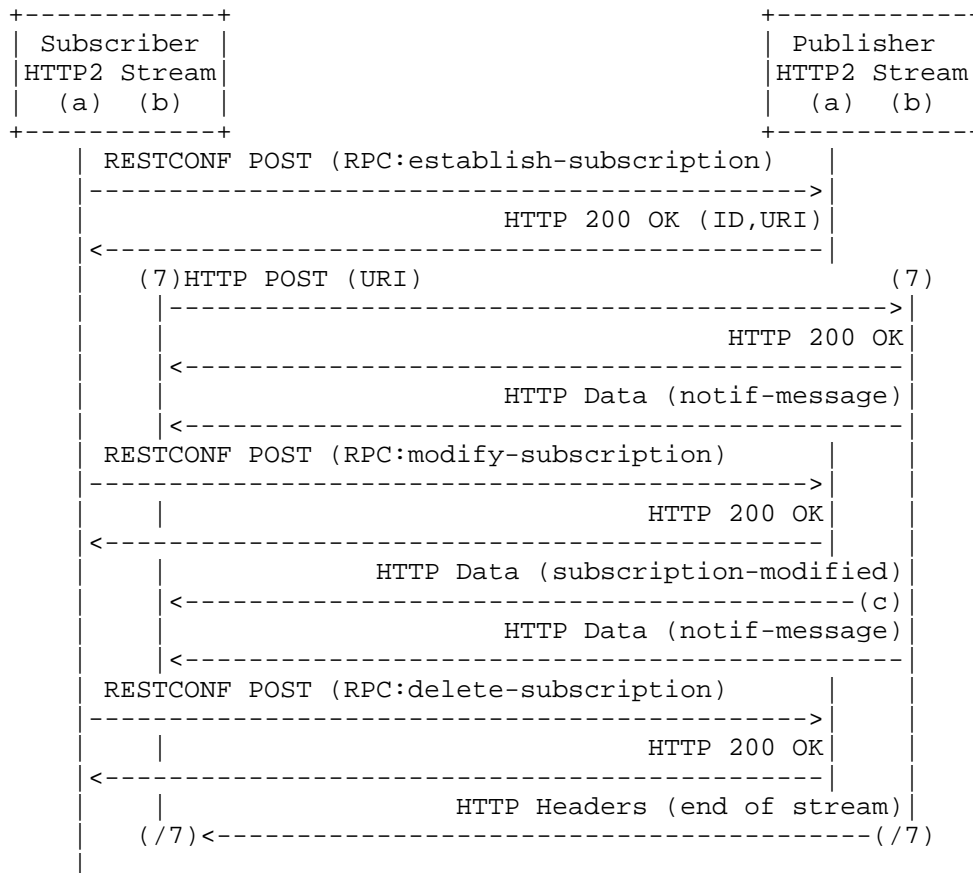 Subscriber Publisher
HTTP2 Stream HTTP2 Stream
(a) (b) (a) (b)
RESTCONF POST (RPC:establish-subscription)
HTTP 200 OK (ID,URI)
(7)HTTP POST (URI) (7)
HTTP 200 OK
HTTP Data (notif-message)
RESTCONF POST (RPC:modify-subscription)
HTTP 200 OK
HTTP Data (subscription-modified)
(c)
HTTP Data (notif-message)
RESTCONF POST (RPC:delete-subscription)
HTTP 200 OK
HTTP Headers (end of stream)
(/7) (/7)